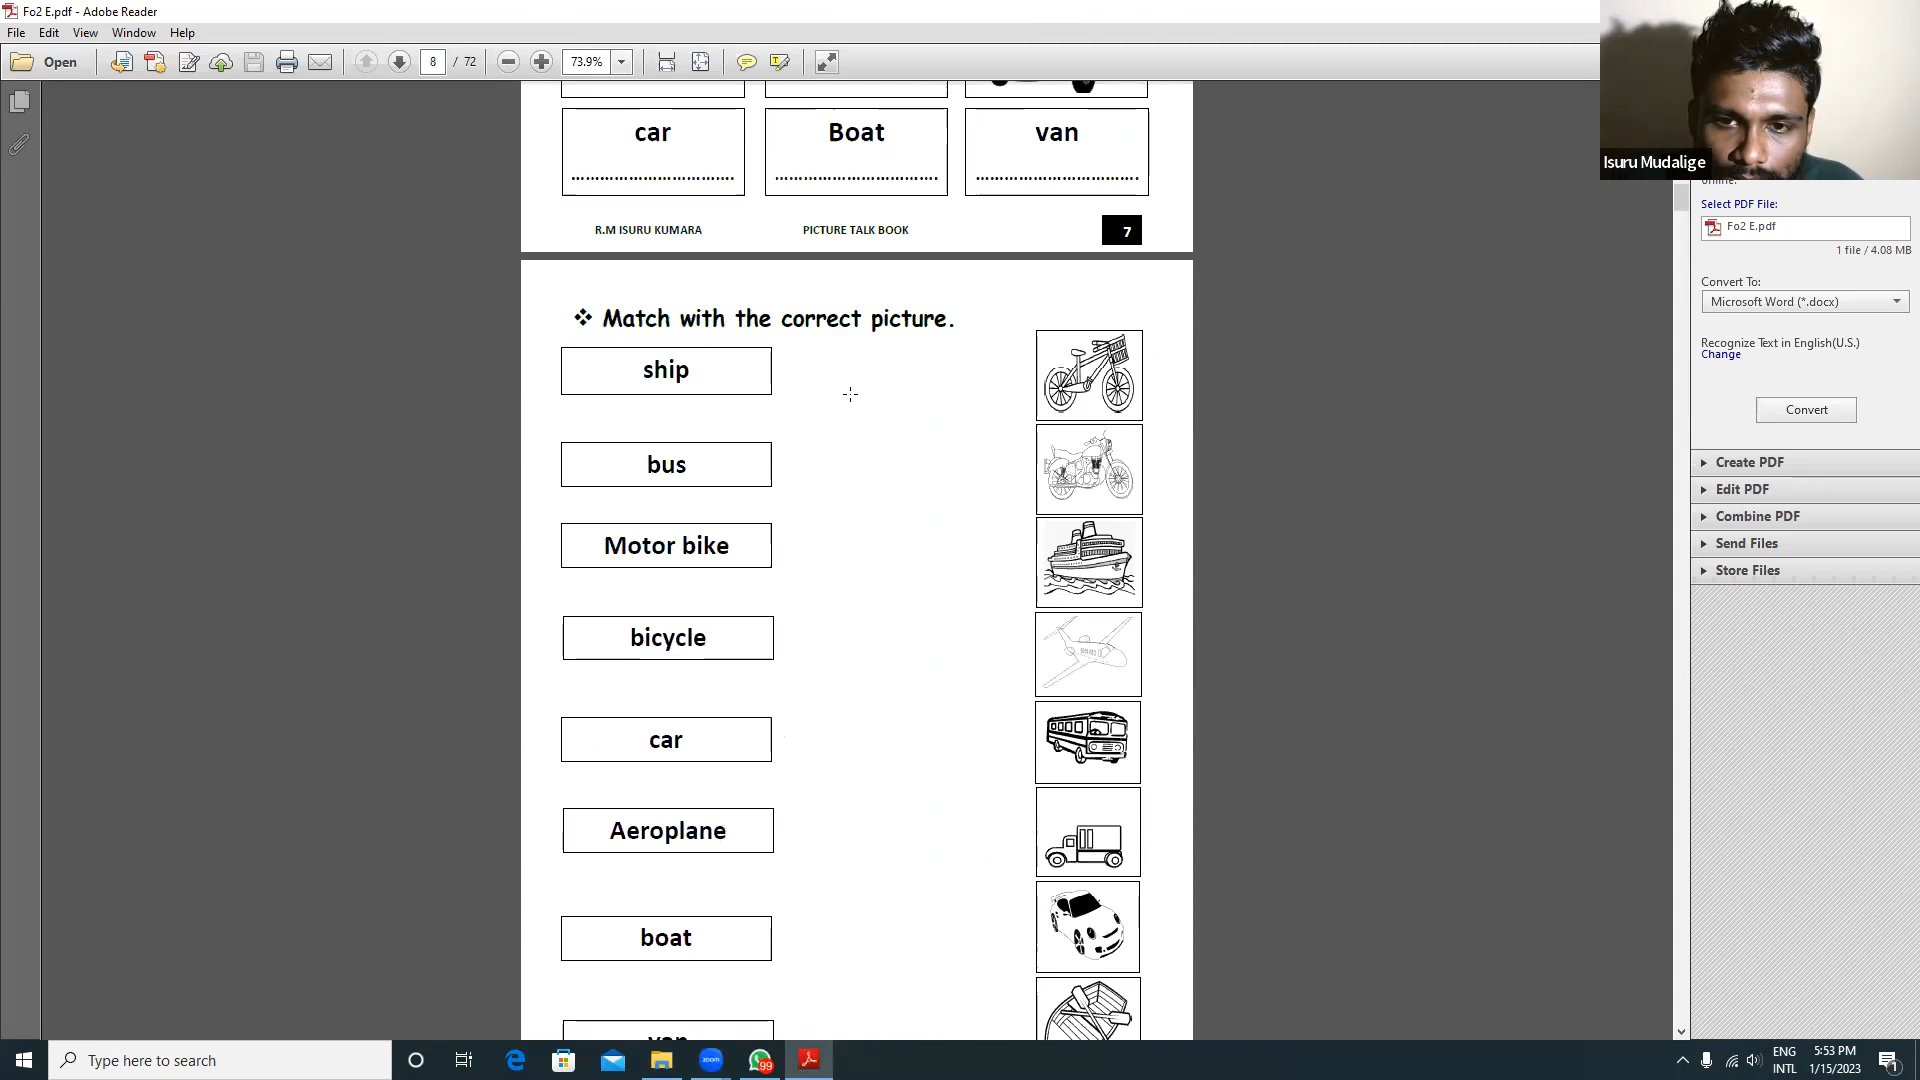 Fo2 E.pdf - Adobe Reader
File Edit View Window Help
Open 8 / 72 73.9%
car Boat van
................................ ................................ ................................
R.M ISURU KUMARA PICTURE TALK BOOK 7
❖ Match with the correct picture.
ship
bus
Motor bike
bicycle
car
Aeroplane
boat
Isuru Mudalige
Select PDF File:
Fo2 E.pdf
1 file / 4.08 MB
Convert To:
Microsoft Word (*.docx)
Recognize Text in English(U.S.)
Change
Convert
Create PDF
Edit PDF
Combine PDF
Send Files
Store Files
Type here to search
zoom
99
ENG
INTL
5:53 PM
1/15/2023
1